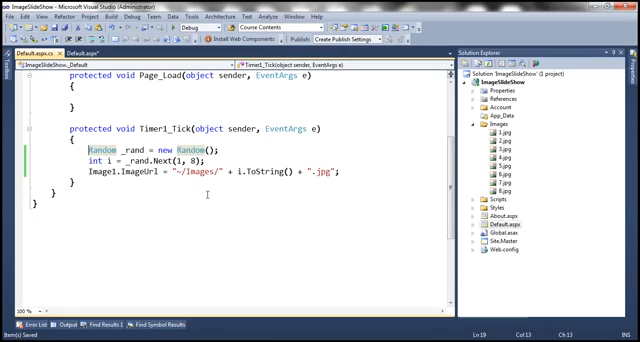 ImageSlideShow - Microsoft Visual Studio (Administrator)
File Edit View Refactor Project Build Debug Team Data Tools Architecture Test Analyze Window Help
Debug Course Contents
Install Web Components Publish: Create Publish Settings
Default.aspx.cs Default.aspx*
ImageSlideShow._Default Timer1_Tick(object sender, EventArgs e)
protected void Page_Load(object sender, EventArgs e)
{
}
protected void Timer1_Tick(object sender, EventArgs e)
{
Random _rand = new Random();
int i = _rand.Next(1, 8);
Image1.ImageUrl = "~/Images/" + i.ToString() + ".jpg";
}
}
}
100 %
Toolbox
Solution Explorer
Solution 'ImageSlideShow' (1 project)
ImageSlideShow
Properties
References
Account
App_Data
Images
1.jpg
2.jpg
3.jpg
4.jpg
5.jpg
6.jpg
7.jpg
8.jpg
Scripts
Styles
About.aspx
Default.aspx
Global.asax
Site.Master
Web.config
Properties
Error List Output Find Results 1 Find Symbol Results
Item(s) Saved Ln 19 Col 13 Ch 13 INS